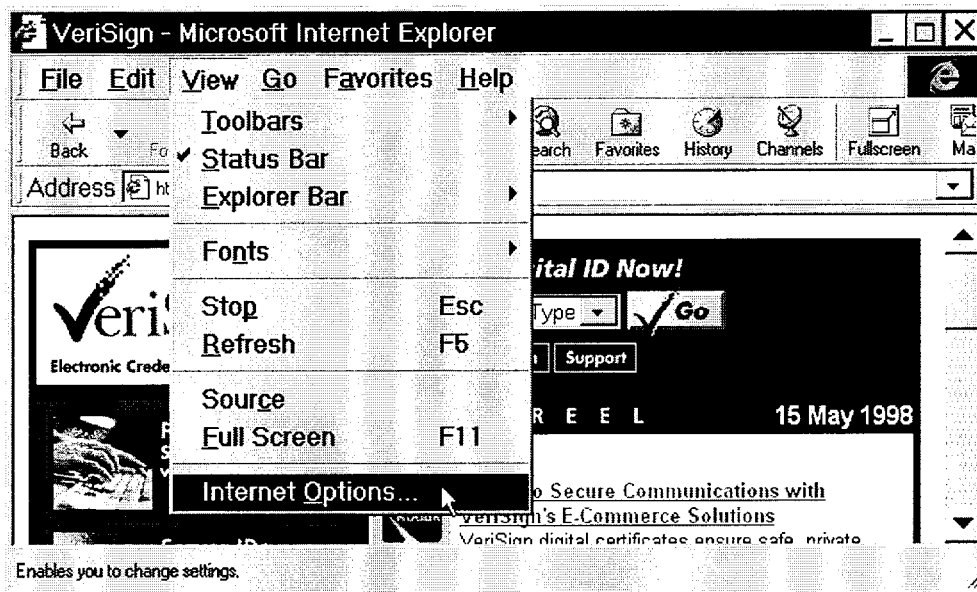 VeriSign - Microsoft Internet Explorer
File Edit View Go Favorites Help
Back
Favorites History Channels Fullscreen
Address
Toolbars
✔ Status Bar
Explorer Bar
Fonts
Stop Esc
Refresh F5
Source
Full Screen F11
Internet Options...
ital ID Now!
Type Go
Support
R E E L 15 May 1998
Electronic Crede
o Secure Communications with
VeriSign's E-Commerce Solutions
VeriSign digital certificates ensure safe, private
Enables you to change settings.